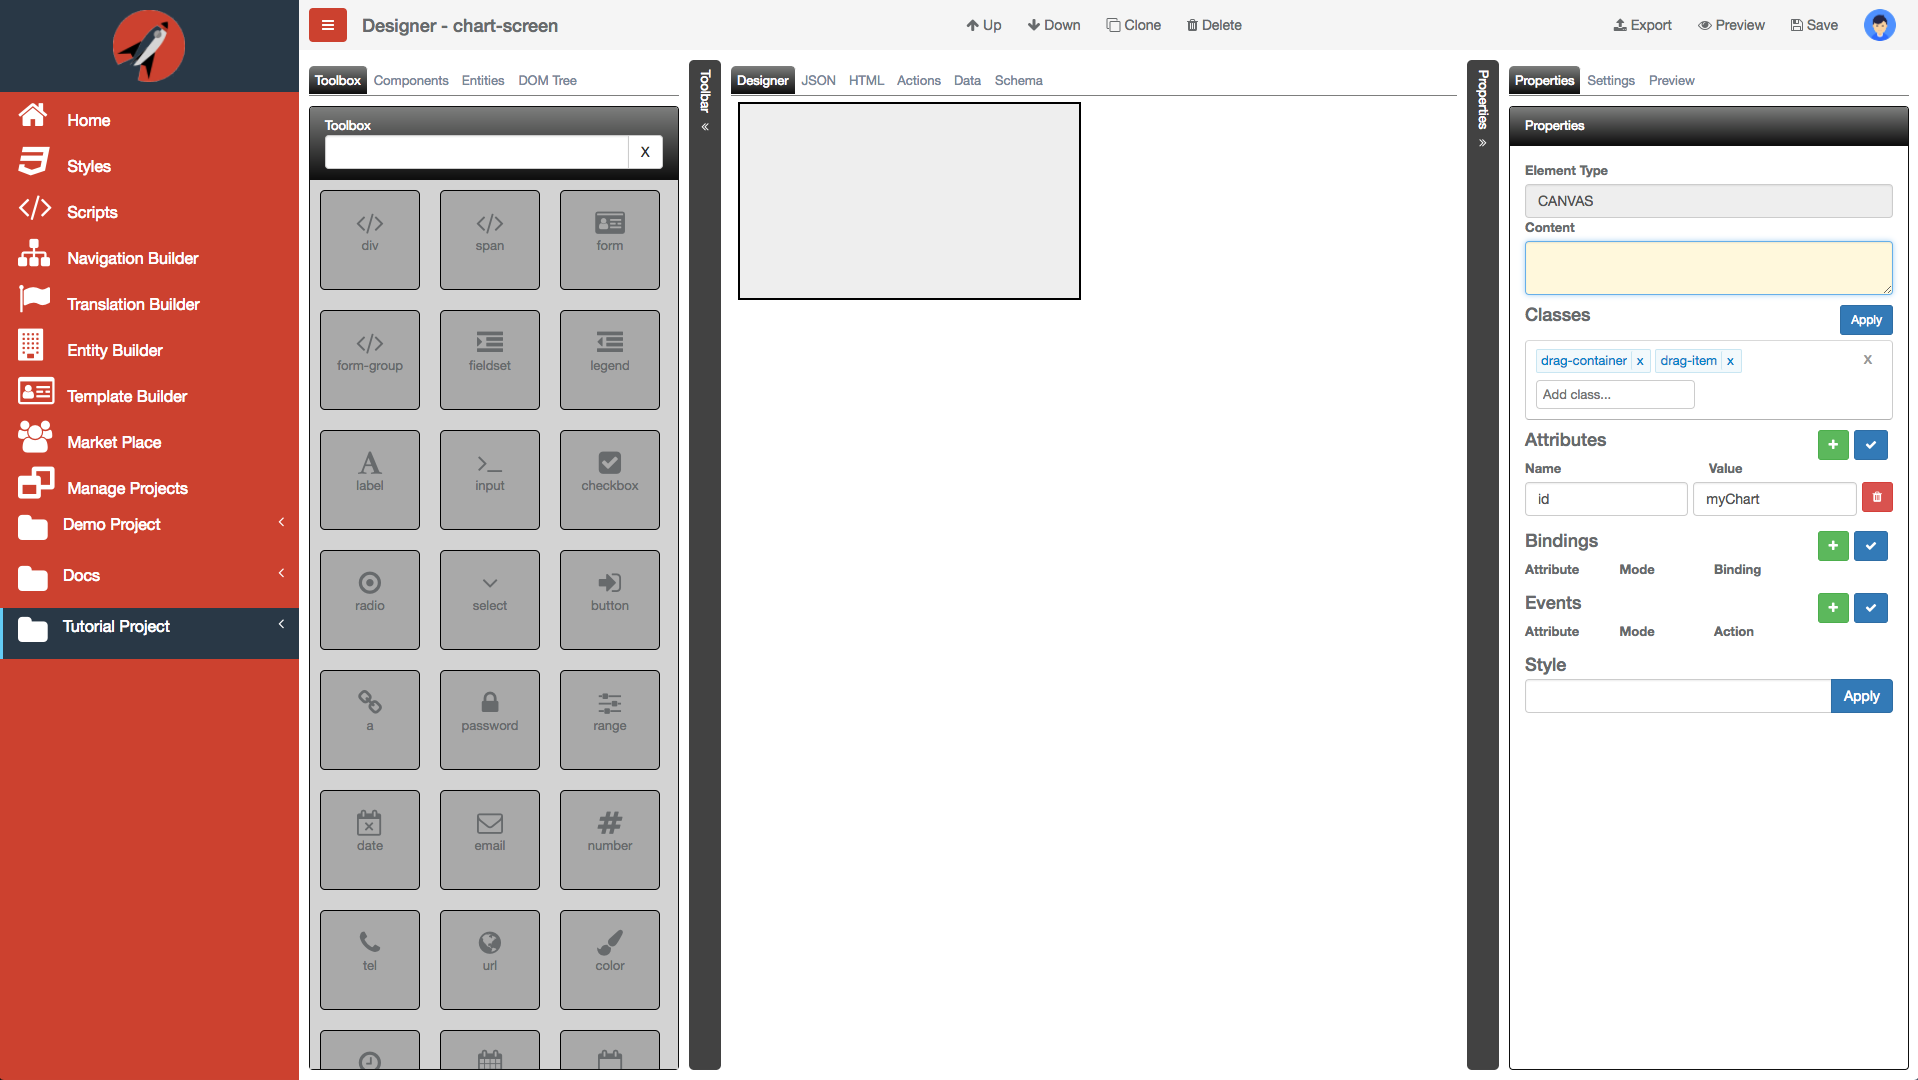 Designer - chart-screen
Up
Down
Clone
Delete
Export
Preview
Save
Home
Styles
Scripts
Navigation Builder
Translation Builder
Entity Builder
Template Builder
Market Place
Manage Projects
Demo Project
Docs
Tutorial Project
Toolbox Components Entities DOM Tree
Toolbox
X
div
span
form
form-group
fieldset
legend
label
input
checkbox
radio
select
button
a
password
range
date
email
number
tel
url
color
Toolbar
Designer JSON HTML Actions Data Schema
Properties
Properties Settings Preview
Properties
Element Type
CANVAS
Content
Classes
Apply
drag-container x drag-item x
X
Add class...
Attributes
Name Value
id myChart
Bindings
Attribute Mode Binding
Events
Attribute Mode Action
Style
Apply